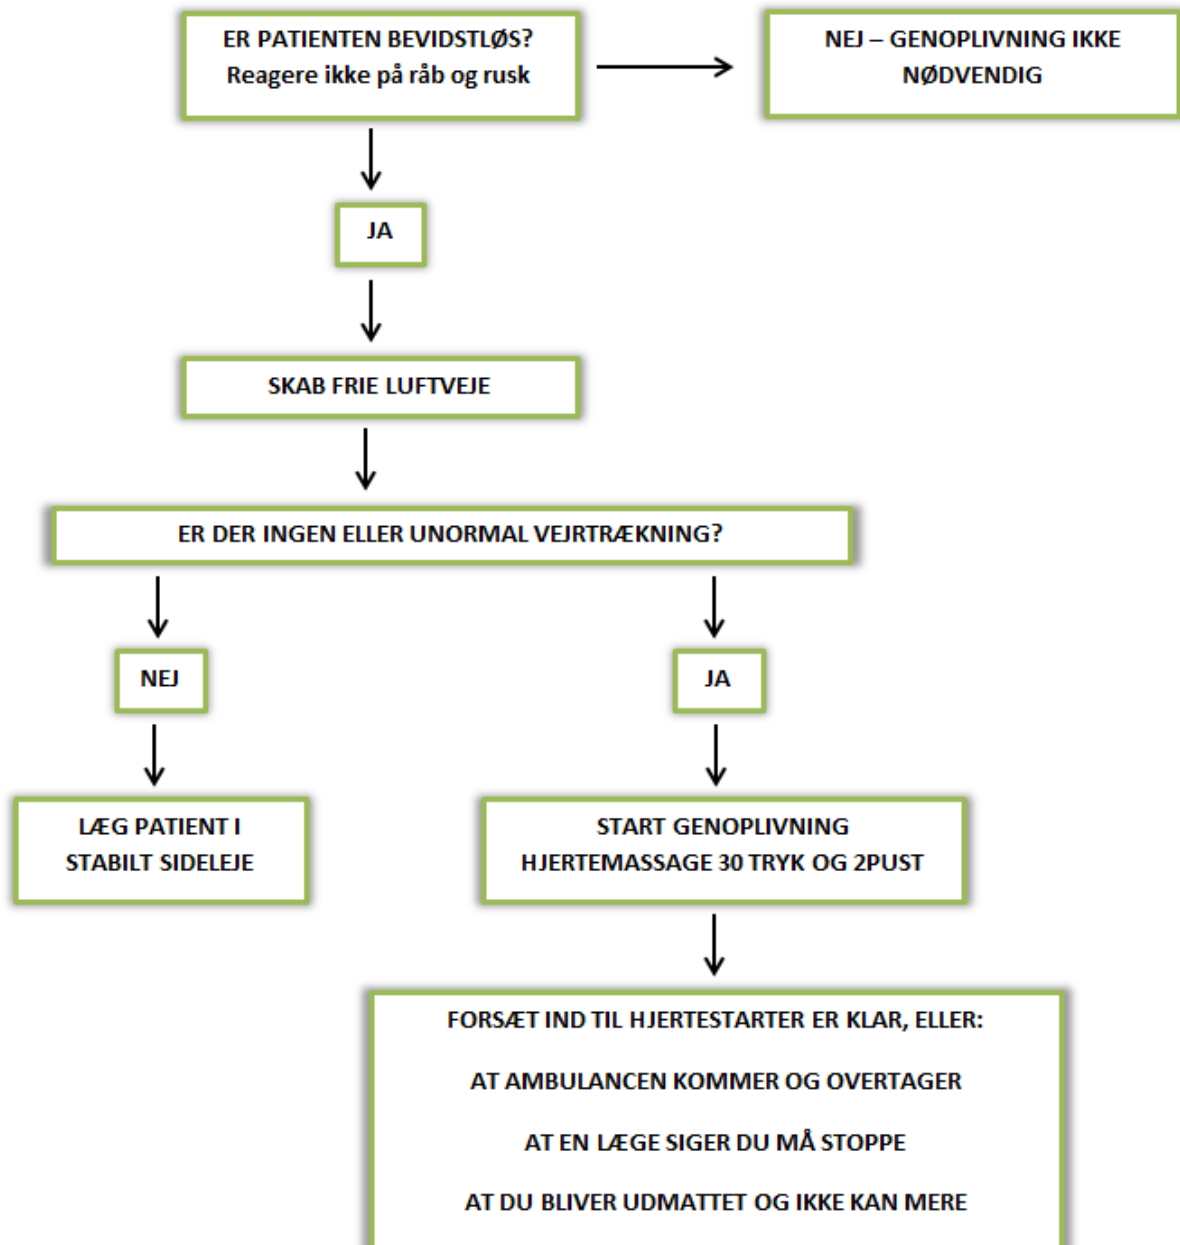 ER PATIENTEN BEVIDSTLØS?
Reagere ikke på råb og rusk
NEJ – GENOPLIVNING IKKE
NØDVENDIG
JA
SKAB FRIE LUFTVEJE
ER DER INGEN ELLER UNORMAL VEJRTRÆKNING?
NEJ
JA
LÆG PATIENT I
STABILT SIDELEJE
START GENOPLIVNING
HJERTEMASSAGE 30 TRYK OG 2PUST
FORSÆT IND TIL HJERTESTARTER ER KLAR, ELLER:
AT AMBULANCEN KOMMER OG OVERTAGER
AT EN LÆGE SIGER DU MÅ STOPPE
AT DU BLIVER UDMATTET OG IKKE KAN MERE